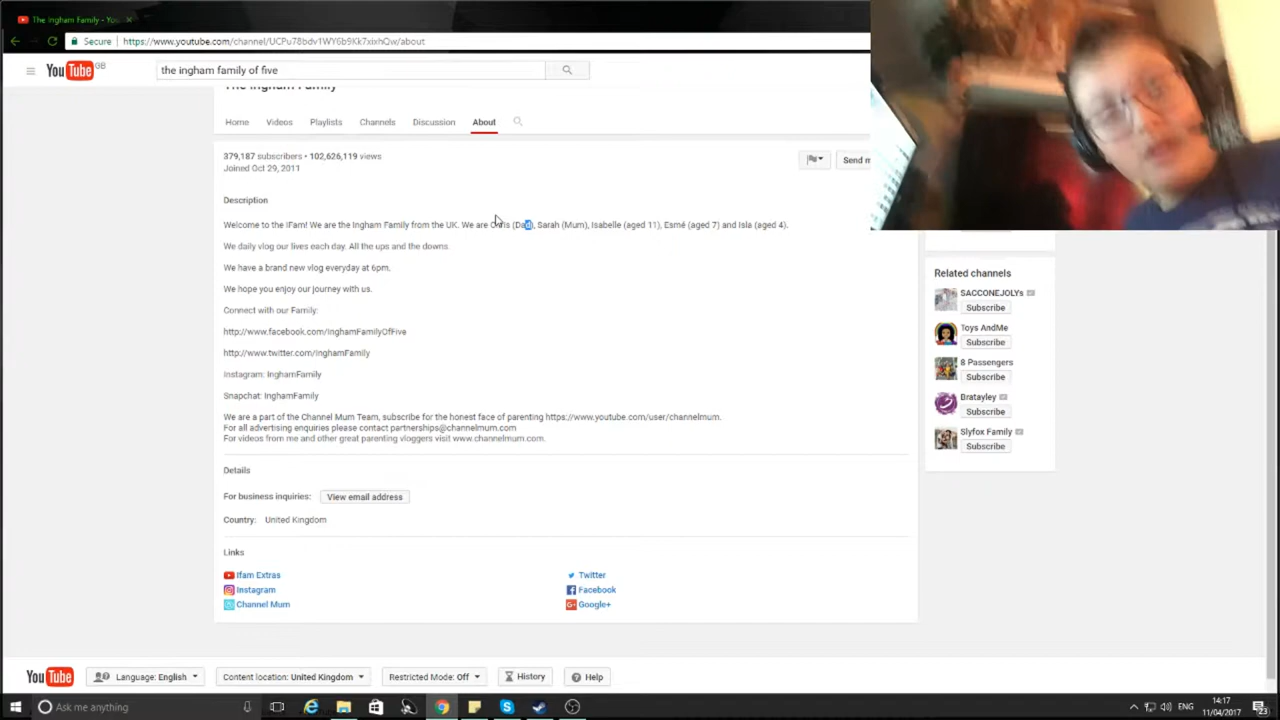 The Ingham Family - You
Secure https://www.youtube.com/channel/UCPu78bdv1WY6b9Kk7xixhQw/about
YouTube GB
the ingham family of five
The Ingham Family
Home Videos Playlists Channels Discussion About
379,187 subscribers • 102,626,119 views
Joined Oct 29, 2011
Send m
Description
Welcome to the IFam! We are the Ingham Family from the UK. We are Chris (Dad), Sarah (Mum), Isabelle (aged 11), Esmé (aged 7) and Isla (aged 4).
We daily vlog our lives each day. All the ups and the downs.
We have a brand new vlog everyday at 6pm.
We hope you enjoy our journey with us.
Connect with our Family:
http://www.facebook.com/InghamFamilyOfFive
http://www.twitter.com/InghamFamily
Instagram: InghamFamily
Snapchat: InghamFamily
We are a part of the Channel Mum Team, subscribe for the honest face of parenting https://www.youtube.com/user/channelmum.
For all advertising enquiries please contact partnerships@channelmum.com
For videos from me and other great parenting vloggers visit www.channelmum.com.
Details
For business inquiries: View email address
Country: United Kingdom
Links
Ifam Extras
Instagram
Channel Mum
Twitter
Facebook
Google+
Related channels
SACCONEJOLYs
Subscribe
Toys AndMe
Subscribe
8 Passengers
Subscribe
Bratayley
Subscribe
Slyfox Family
Subscribe
YouTube Language: English Content location: United Kingdom Restricted Mode: Off History Help
Ask me anything
ENG
14:17
11/04/2017
23